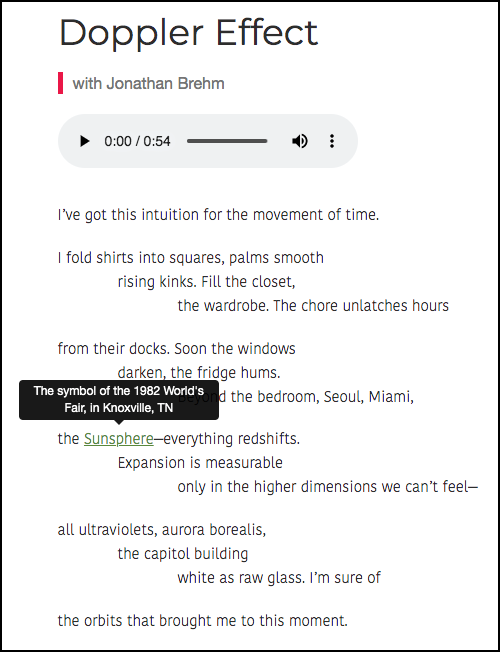 Doppler Effect
with Jonathan Brehm
0:00 / 0:54
I've got this intuition for the movement of time.
I fold shirts into squares, palms smooth
rising kinks. Fill the closet,
the wardrobe. The chore unlatches hours
from their docks. Soon the windows
darken, the fridge hums.
The symbol of the 1982 World's
Fair, in Knoxville, TN
the bedroom, Seoul, Miami,
the Sunsphere—everything redshifts.
Expansion is measurable
only in the higher dimensions we can't feel—
all ultraviolets, aurora borealis,
the capitol building
white as raw glass. I'm sure of
the orbits that brought me to this moment.